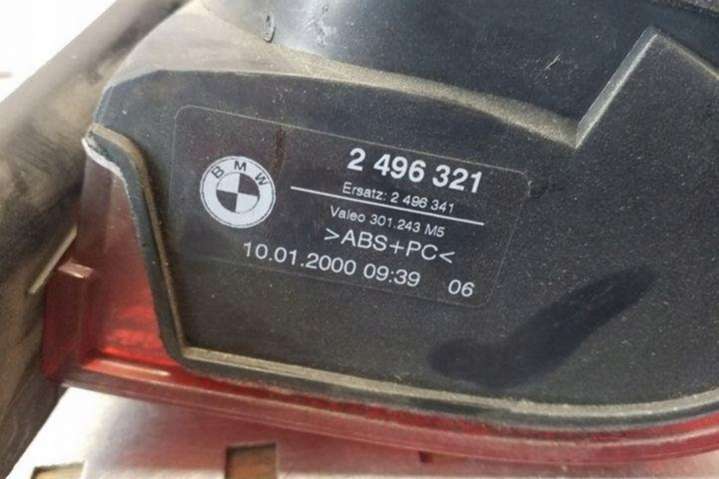 BMW
2 496 321
Ersatz: 2 496 341
Valeo 301.243 M5
>ABS+PC<
10.01.2000 09:39 06